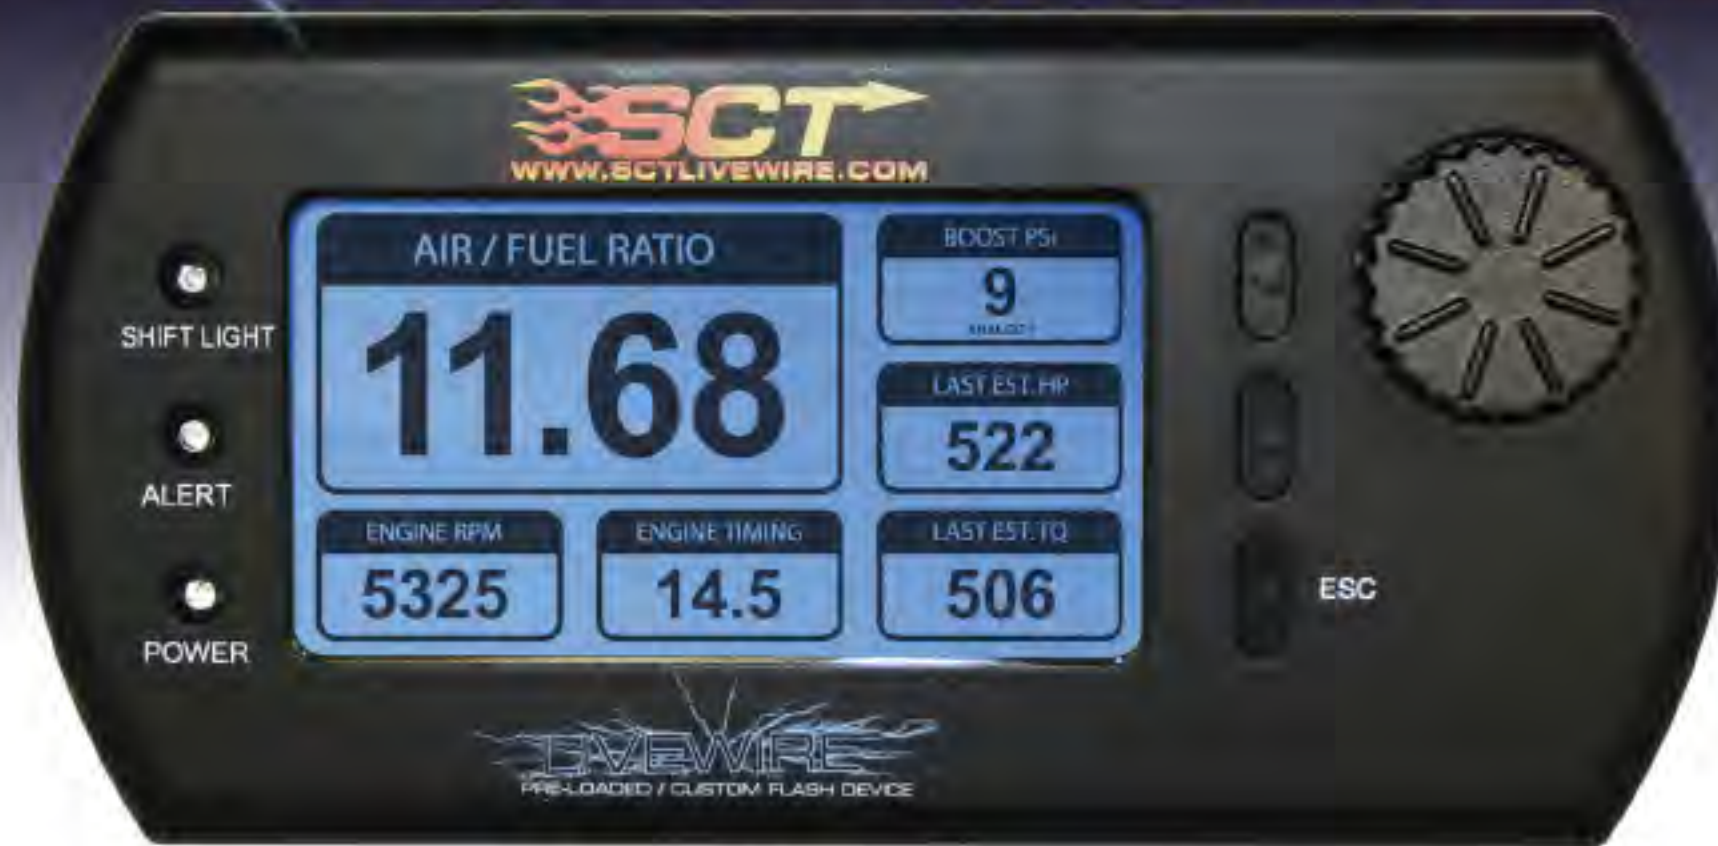 SCT
WWW.SCTLIVEWIRE.COM
SHIFT LIGHT
ALERT
POWER
AIR / FUEL RATIO
11.68
BOOST PSi
9
LAST EST. HP
522
ENGINE RPM
5325
ENGINE TIMING
14.5
LAST EST. TQ
506
ESC
LIVEWIRE
PRE-LOADED / CUSTOM FLASH DEVICE